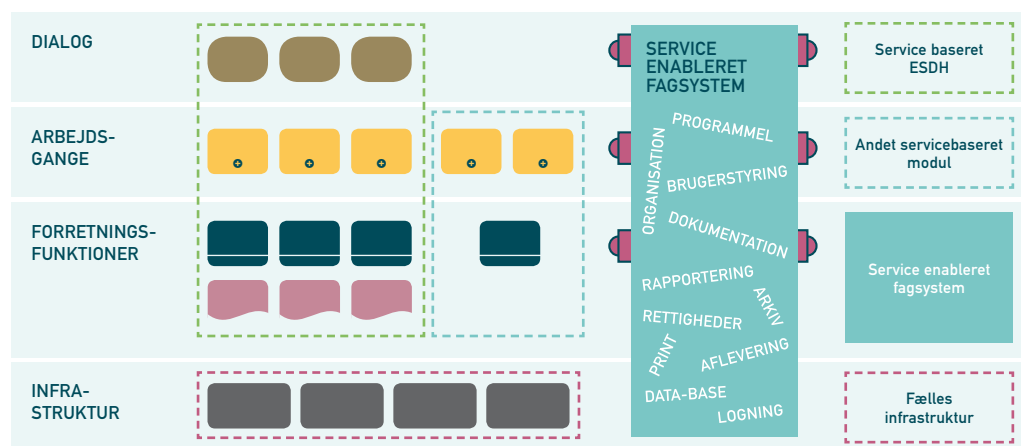 DIALOG
ARBEJDS-
GANGE
FORRETNINGS-
FUNKTIONER
INFRA-
STRUKTUR
SERVICE
ENABLERET
FAGSYSTEM
PROGRAMMEL
ORGANISATION
BRUGERSTYRING
DOKUMENTATION
RAPPORTERING
ARKIV
RETTIGHEDER
PRINT
AFLEVERING
DATA-BASE
LOGNING
Service baseret
ESDH
Andet servicebaseret
modul
Service enableret
fagsystem
Fælles
infrastruktur